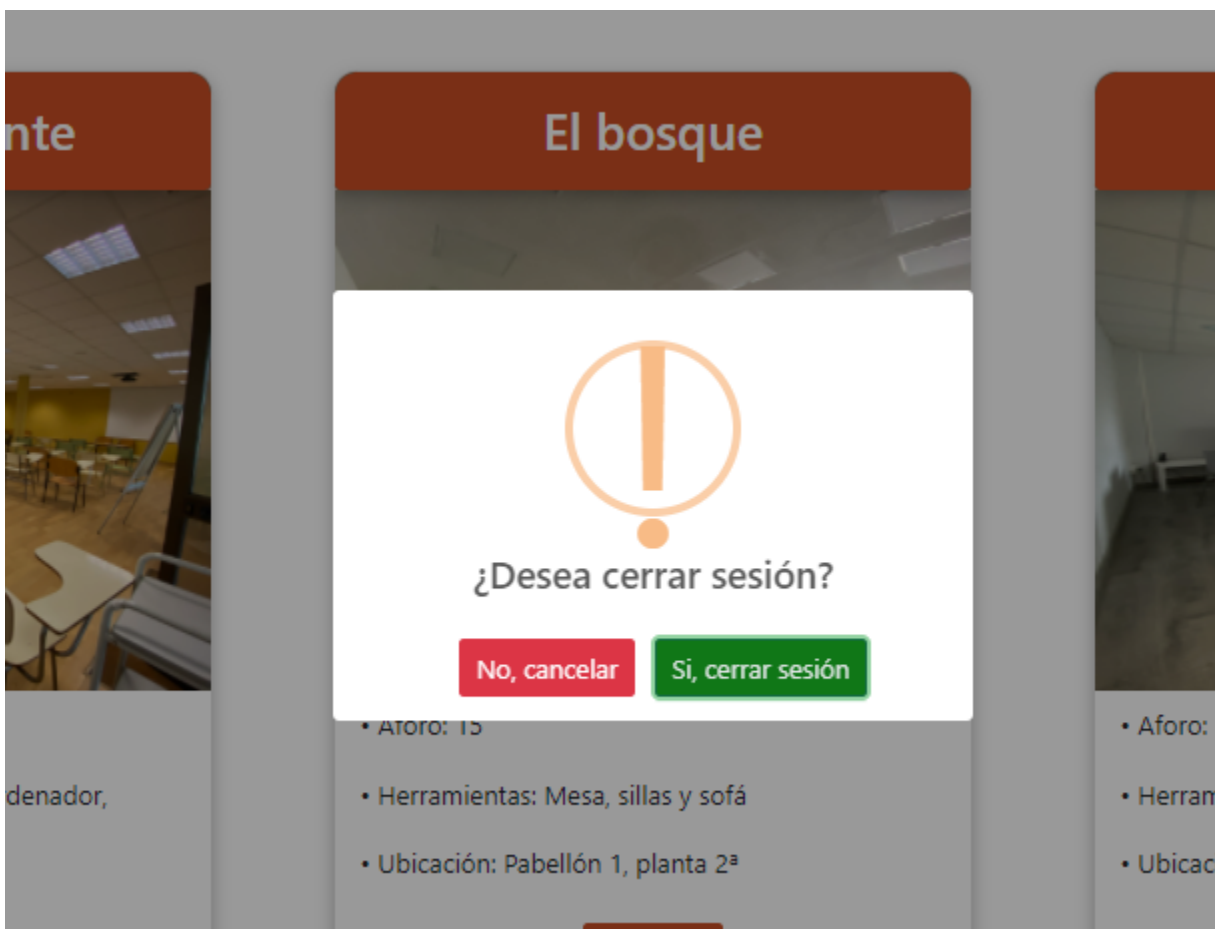 nte
El bosque
¿Desea cerrar sesión?
No, cancelar
Si, cerrar sesión
• Aforo: 15
• Aforo:
denador,
• Herramientas: Mesa, sillas y sofá
• Herram
• Ubicación: Pabellón 1, planta 2ª
• Ubicac